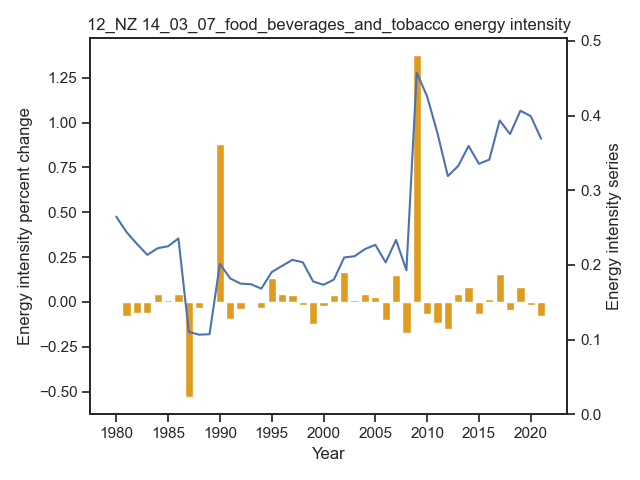 12_NZ 14_03_07_food_beverages_and_tobacco energy intensity
Energy intensity percent change
1.25
1.00
0.75
0.50
0.25
0.00
−0.25
−0.50
0.5
0.4
0.3
0.2
0.1
0.0
Energy intensity series
1980 1985 1990 1995 2000 2005 2010 2015 2020
Year